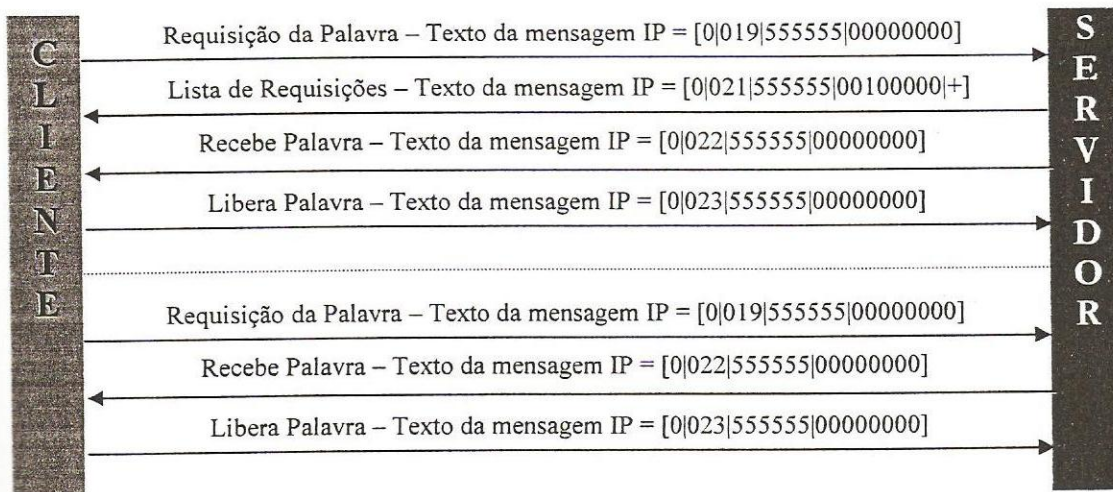 CLIENTE
SERVIDOR
Requisição da Palavra – Texto da mensagem IP = [0|019|555555|00000000]
Lista de Requisições – Texto da mensagem IP = [0|021|555555|00100000|+]
Recebe Palavra – Texto da mensagem IP = [0|022|555555|00000000]
Libera Palavra – Texto da mensagem IP = [0|023|555555|00000000]
Requisição da Palavra – Texto da mensagem IP = [0|019|555555|00000000]
Recebe Palavra – Texto da mensagem IP = [0|022|555555|00000000]
Libera Palavra – Texto da mensagem IP = [0|023|555555|00000000]